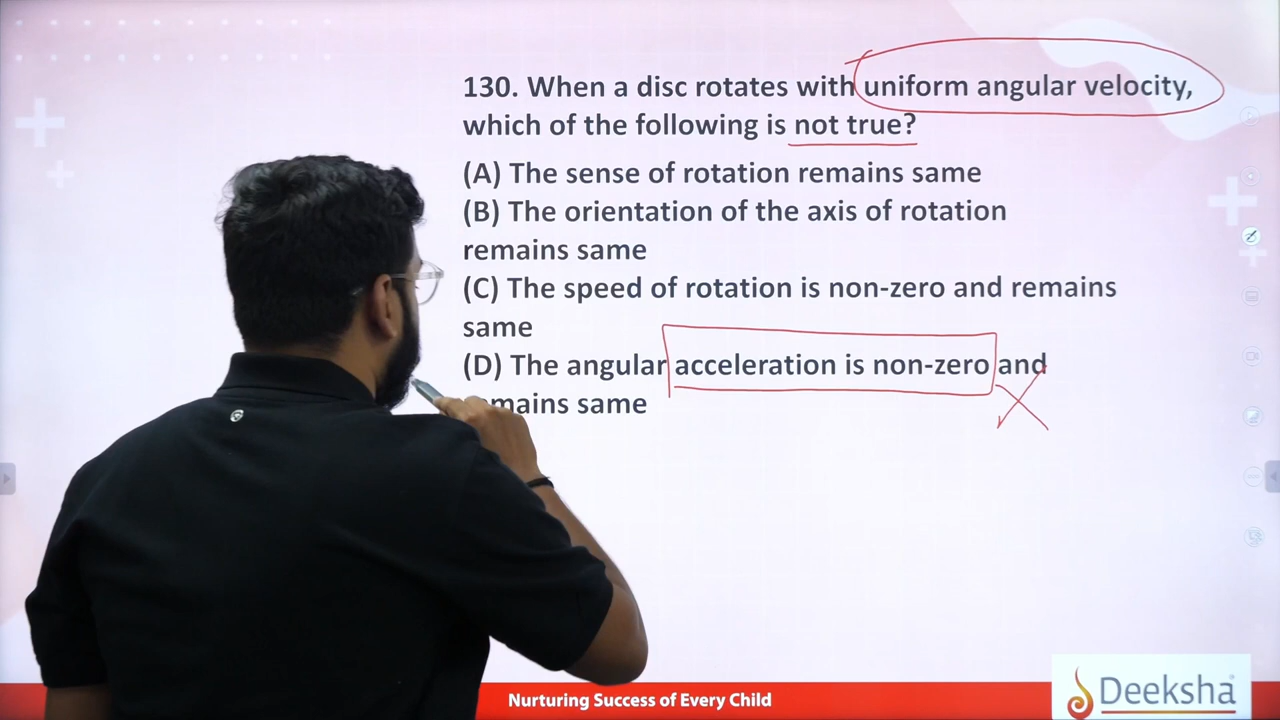 130. When a disc rotates with uniform angular velocity,
which of the following is not true?
(A) The sense of rotation remains same
(B) The orientation of the axis of rotation
remains same
(C) The speed of rotation is non-zero and remains
same
(D) The angular acceleration is non-zero and
remains same
Nurturing Success of Every Child
Deeksha